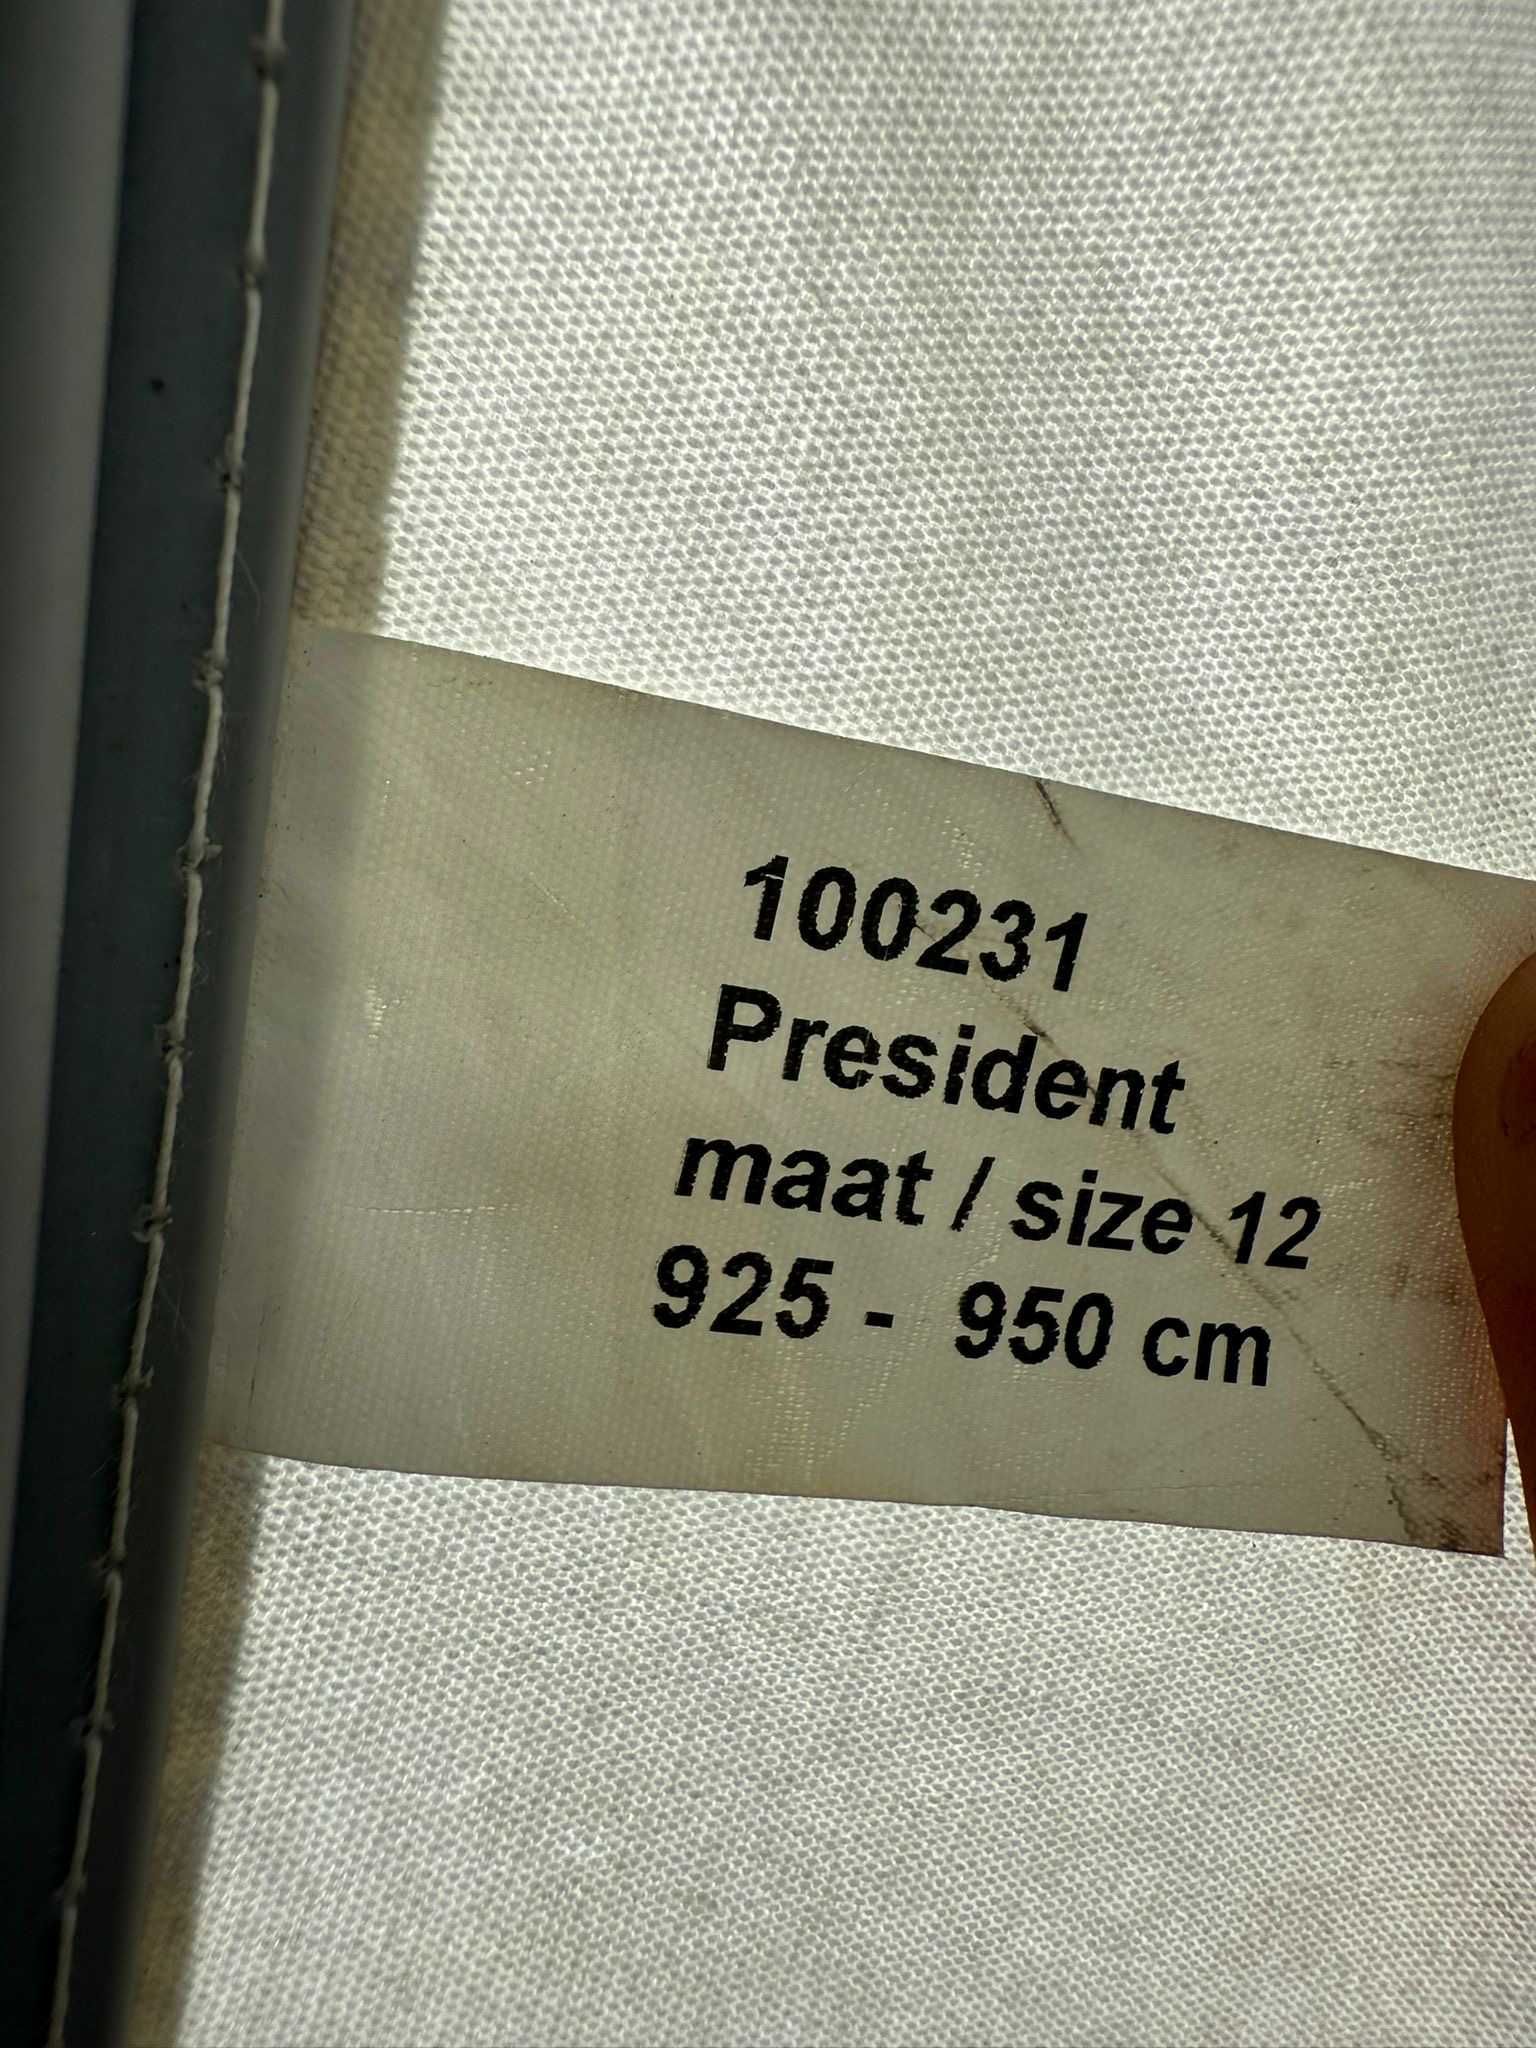 100231
President
maat / size 12
925 - 950 cm